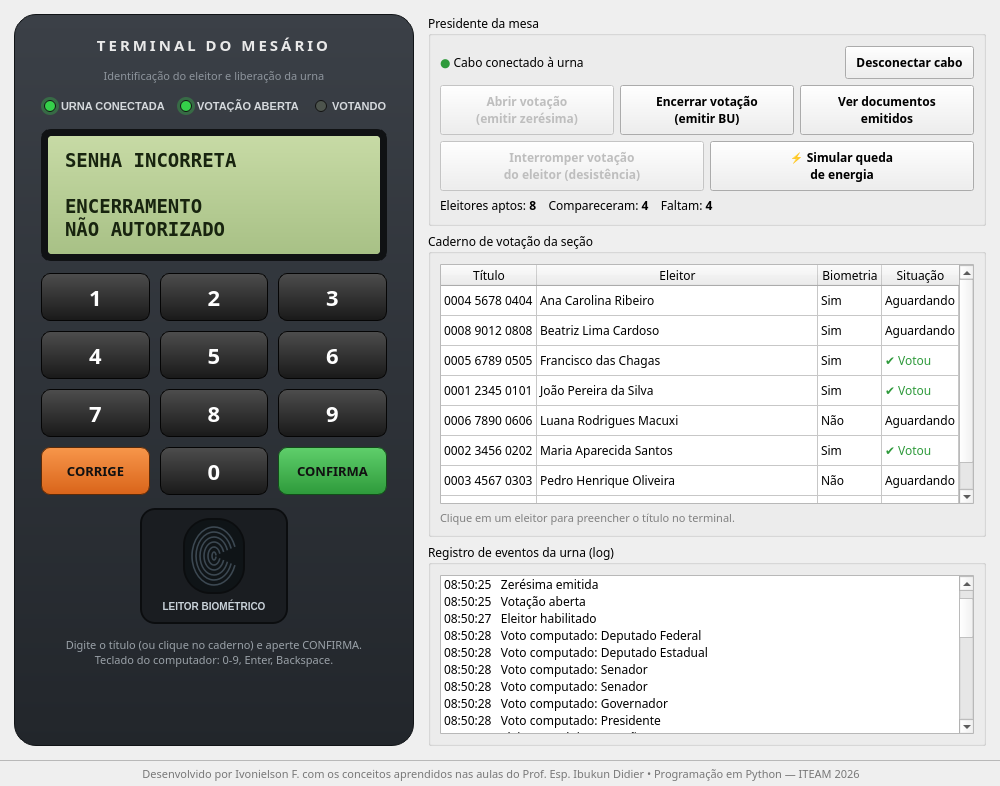 TERMINAL DO MESÁRIO
Identificação do eleitor e liberação da urna
URNA CONECTADA VOTAÇÃO ABERTA VOTANDO
SENHA INCORRETA
ENCERRAMENTO
NÃO AUTORIZADO
1 2 3
4 5 6
7 8 9
CORRIGE 0 CONFIRMA
LEITOR BIOMÉTRICO
Digite o título (ou clique no caderno) e aperte CONFIRMA.
Teclado do computador: 0-9, Enter, Backspace.
Presidente da mesa
Cabo conectado à urna
Desconectar cabo
Abrir votação
(emitir zerésima)
Encerrar votação
(emitir BU)
Ver documentos
emitidos
Interromper votação
do eleitor (desistência)
⚡ Simular queda
de energia
Eleitores aptos: 8 Compareceram: 4 Faltam: 4
Caderno de votação da seção
Título Eleitor Biometria Situação
0004 5678 0404 Ana Carolina Ribeiro Sim Aguardando
0008 9012 0808 Beatriz Lima Cardoso Sim Aguardando
0005 6789 0505 Francisco das Chagas Sim ✔ Votou
0001 2345 0101 João Pereira da Silva Sim ✔ Votou
0006 7890 0606 Luana Rodrigues Macuxi Não Aguardando
0002 3456 0202 Maria Aparecida Santos Sim ✔ Votou
0003 4567 0303 Pedro Henrique Oliveira Não Aguardando
Clique em um eleitor para preencher o título no terminal.
Registro de eventos da urna (log)
08:50:25 Zerésima emitida
08:50:25 Votação aberta
08:50:27 Eleitor habilitado
08:50:28 Voto computado: Deputado Federal
08:50:28 Voto computado: Deputado Estadual
08:50:28 Voto computado: Senador
08:50:28 Voto computado: Senador
08:50:28 Voto computado: Governador
08:50:28 Voto computado: Presidente
Desenvolvido por Ivonielson F. com os conceitos aprendidos nas aulas do Prof. Esp. Ibukun Didier • Programação em Python — ITEAM 2026